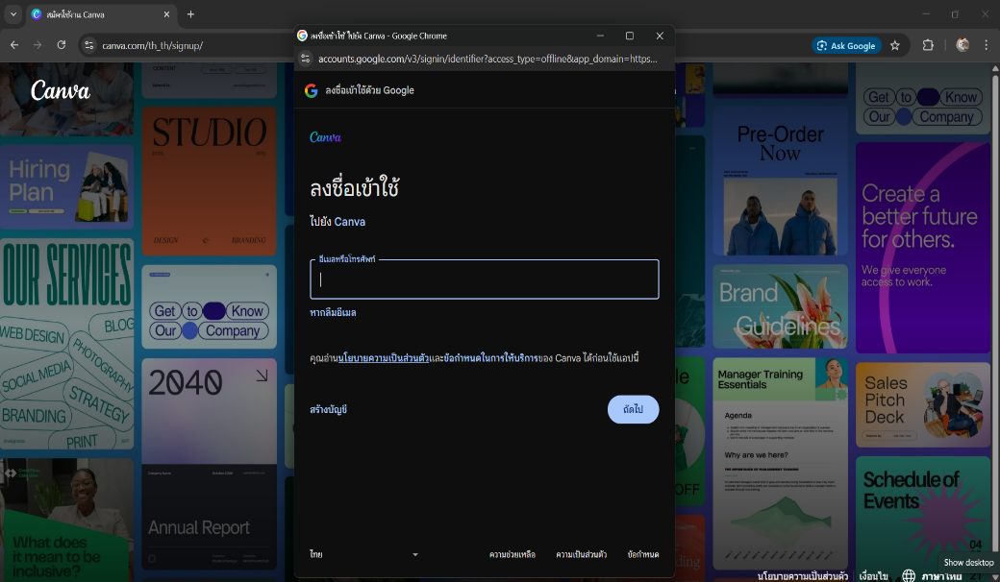 สมัครใช้งาน Canva
canva.com/th_th/signup/
Ask Google
ลงชื่อเข้าใช้ ไปยัง Canva - Google Chrome
accounts.google.com/v3/signin/identifier?access_type=offline&app_domain=https...
ลงชื่อเข้าใช้ด้วย Google
Canva
ลงชื่อเข้าใช้
ไปยัง Canva
อีเมลหรือโทรศัพท์
หากลืมอีเมล
คุณอ่านนโยบายความเป็นส่วนตัวและข้อกำหนดในการให้บริการของ Canva ได้ก่อนใช้แอปนี้
สร้างบัญชี
ถัดไป
ไทย
ความช่วยเหลือ
ความเป็นส่วนตัว
ข้อกำหนด
Canva
Hiring
Plan
OUR SERVICES
WEB DESIGN
BLOG
PHOTOGRAPHY
SOCIAL MEDIA
STRATEGY
BRANDING
PRINT
What does
it mean to be
inclusive?
CONTENT
STUDIO
DESIGN
&
BRANDING
Get to Know
Our Company
2040
Annual Report
OFF
Pre-Order
Now
Brand
Guidelines
Manager Training
Essentials
Agenda
Why are we here?
THE IMPORTANCE OF MANAGEMENT TRAINING
Get to Know
Our Company
Create a
better future
for others.
We give everyone
access to work.
Sales
Pitch
Deck
Schedule of
Events
04
Show desktop
นโยบายความเป็นส่วนตัว
เงื่อนไข
ภาษาไทย